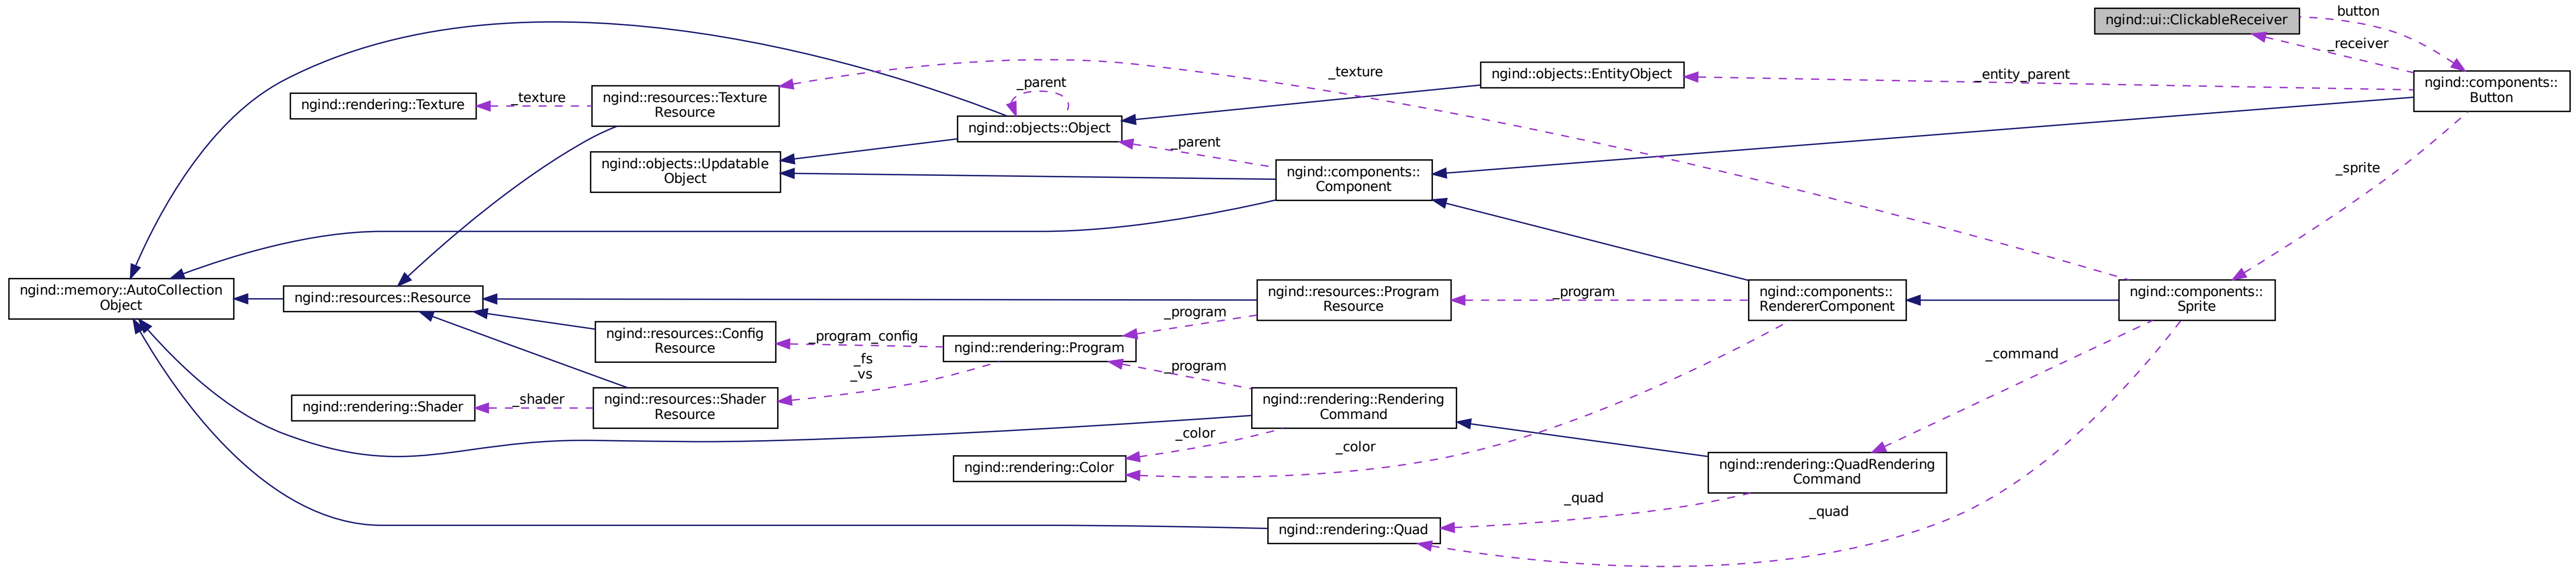 ngind::ui::ClickableReceiver
button
_receiver
_texture
ngind::objects::EntityObject
_entity_parent
ngind::components::
Button
_parent
ngind::rendering::Texture
_texture
ngind::resources::Texture
Resource
ngind::objects::Object
_parent
ngind::objects::Updatable
Object
ngind::components::
Component
_sprite
ngind::memory::AutoCollection
Object
ngind::resources::Resource
ngind::resources::Program
Resource
_program
ngind::components::
RendererComponent
ngind::components::
Sprite
_program
ngind::resources::Config
Resource
_program_config
ngind::rendering::Program
_fs
_vs
_program
_command
ngind::rendering::Shader
_shader
ngind::resources::Shader
Resource
ngind::rendering::Rendering
Command
_color
_color
ngind::rendering::Color
ngind::rendering::QuadRendering
Command
_quad
_quad
ngind::rendering::Quad